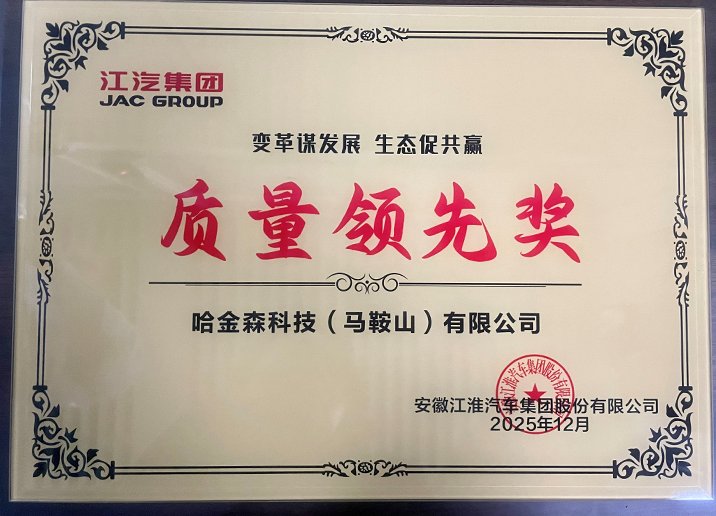 江汽集团
JAC GROUP
变革谋发展 生态促共赢
质量领先奖
哈金森科技（马鞍山）有限公司
安徽江淮汽车集团股份有限公司
2025年12月